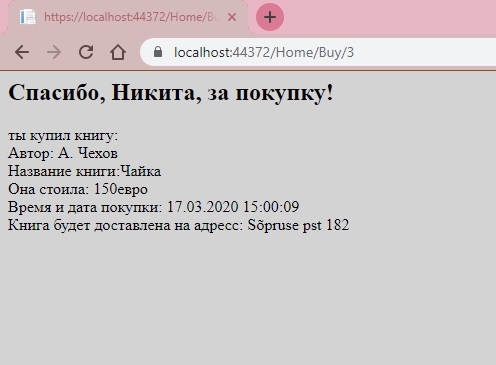 https://localhost:44372/Home/Bu
localhost:44372/Home/Buy/3
Спасибо, Никита, за покупку!
ты купил книгу:
Автор: А. Чехов
Название книги:Чайка
Она стоила: 150евро
Время и дата покупки: 17.03.2020 15:00:09
Книга будет доставлена на адресс: Sõpruse pst 182